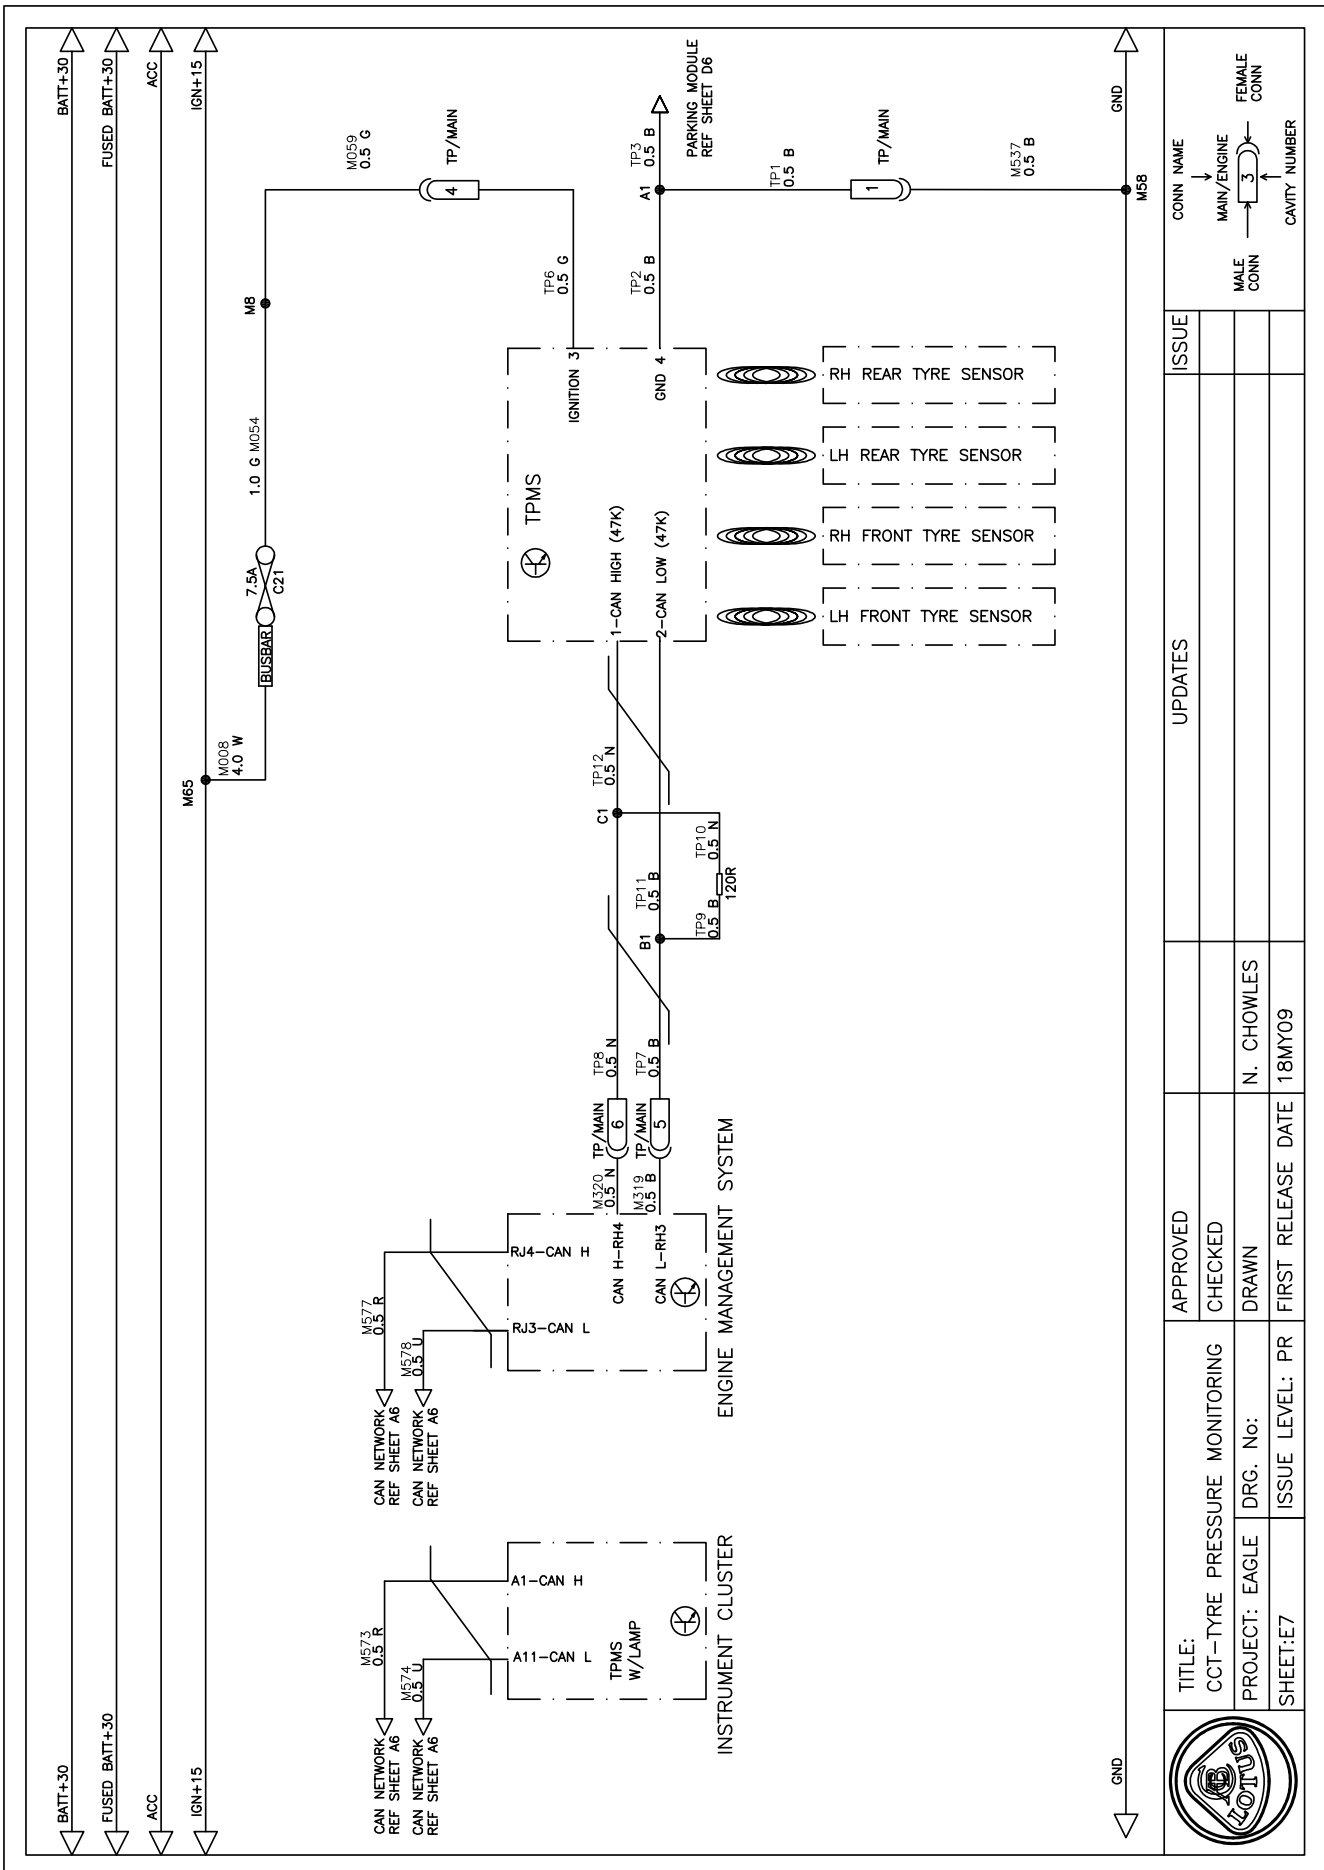 BATT+30
BATT+30
FUSED BATT+30
FUSED BATT+30
ACC
ACC
IGN+15
IGN+15
M65
M008
4.0 W
BUSBAR
7.5A
C21
1.0 G M054
M8
M059
0.5 G
4
TP/MAIN
TP6
0.5 G
CAN NETWORK
REF SHEET A6
M573
0.5 R
CAN NETWORK
REF SHEET A6
M574
0.5 U
A1-CAN H
A11-CAN L
TPMS
W/LAMP
INSTRUMENT CLUSTER
CAN NETWORK
REF SHEET A6
M577
0.5 R
CAN NETWORK
REF SHEET A6
M578
0.5 U
RJ4-CAN H
RJ3-CAN L
CAN H-RH4
CAN L-RH3
ENGINE MANAGEMENT SYSTEM
M320
0.5 N
TP/MAIN
6
TP8
0.5 N
M319
0.5 B
TP/MAIN
5
TP7
0.5 B
B1
TP9
0.5 B
120R
TP10
0.5 N
TP11
0.5 B
C1
TP12
0.5 N
TPMS
1-CAN HIGH (47K)
2-CAN LOW (47K)
IGNITION 3
GND 4
LH FRONT TYRE SENSOR
RH FRONT TYRE SENSOR
LH REAR TYRE SENSOR
RH REAR TYRE SENSOR
TP2
0.5 B
A1
TP3
0.5 B
PARKING MODULE
REF SHEET D6
TP1
0.5 B
1
TP/MAIN
M537
0.5 B
M58
GND
GND
LOTUS
TITLE:
CCT-TYRE PRESSURE MONITORING
PROJECT: EAGLE
DRG. No:
SHEET:E7
ISSUE LEVEL: PR
APPROVED
CHECKED
DRAWN
N. CHOWLES
FIRST RELEASE DATE
18MY09
UPDATES
ISSUE
CONN NAME
MAIN/ENGINE
MALE
CONN
3
FEMALE
CONN
CAVITY NUMBER